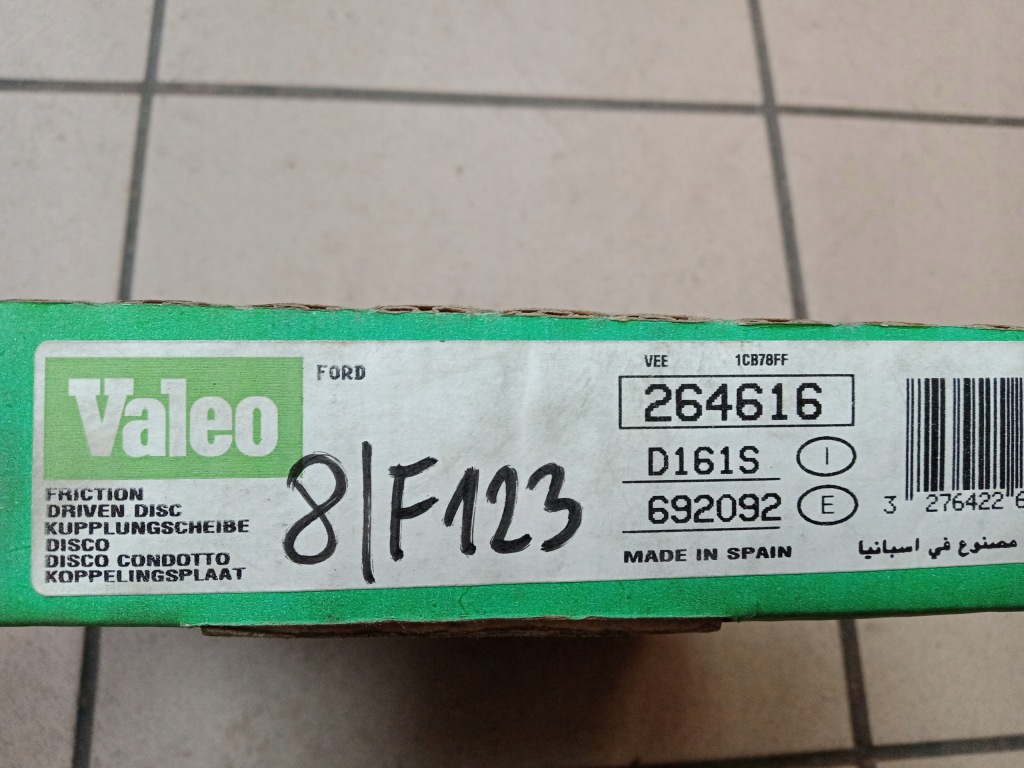 Valeo
FORD
FRICTION
DRIVEN DISC
KUPPLUNGSCHEIBE
DISCO
DISCO CONDOTTO
KOPPELINGSPLAAT
8/F123
VEE 1CB78FF
264616
D161S I
692092 E
MADE IN SPAIN
3 276422 6
مصنوع في اسبانيا